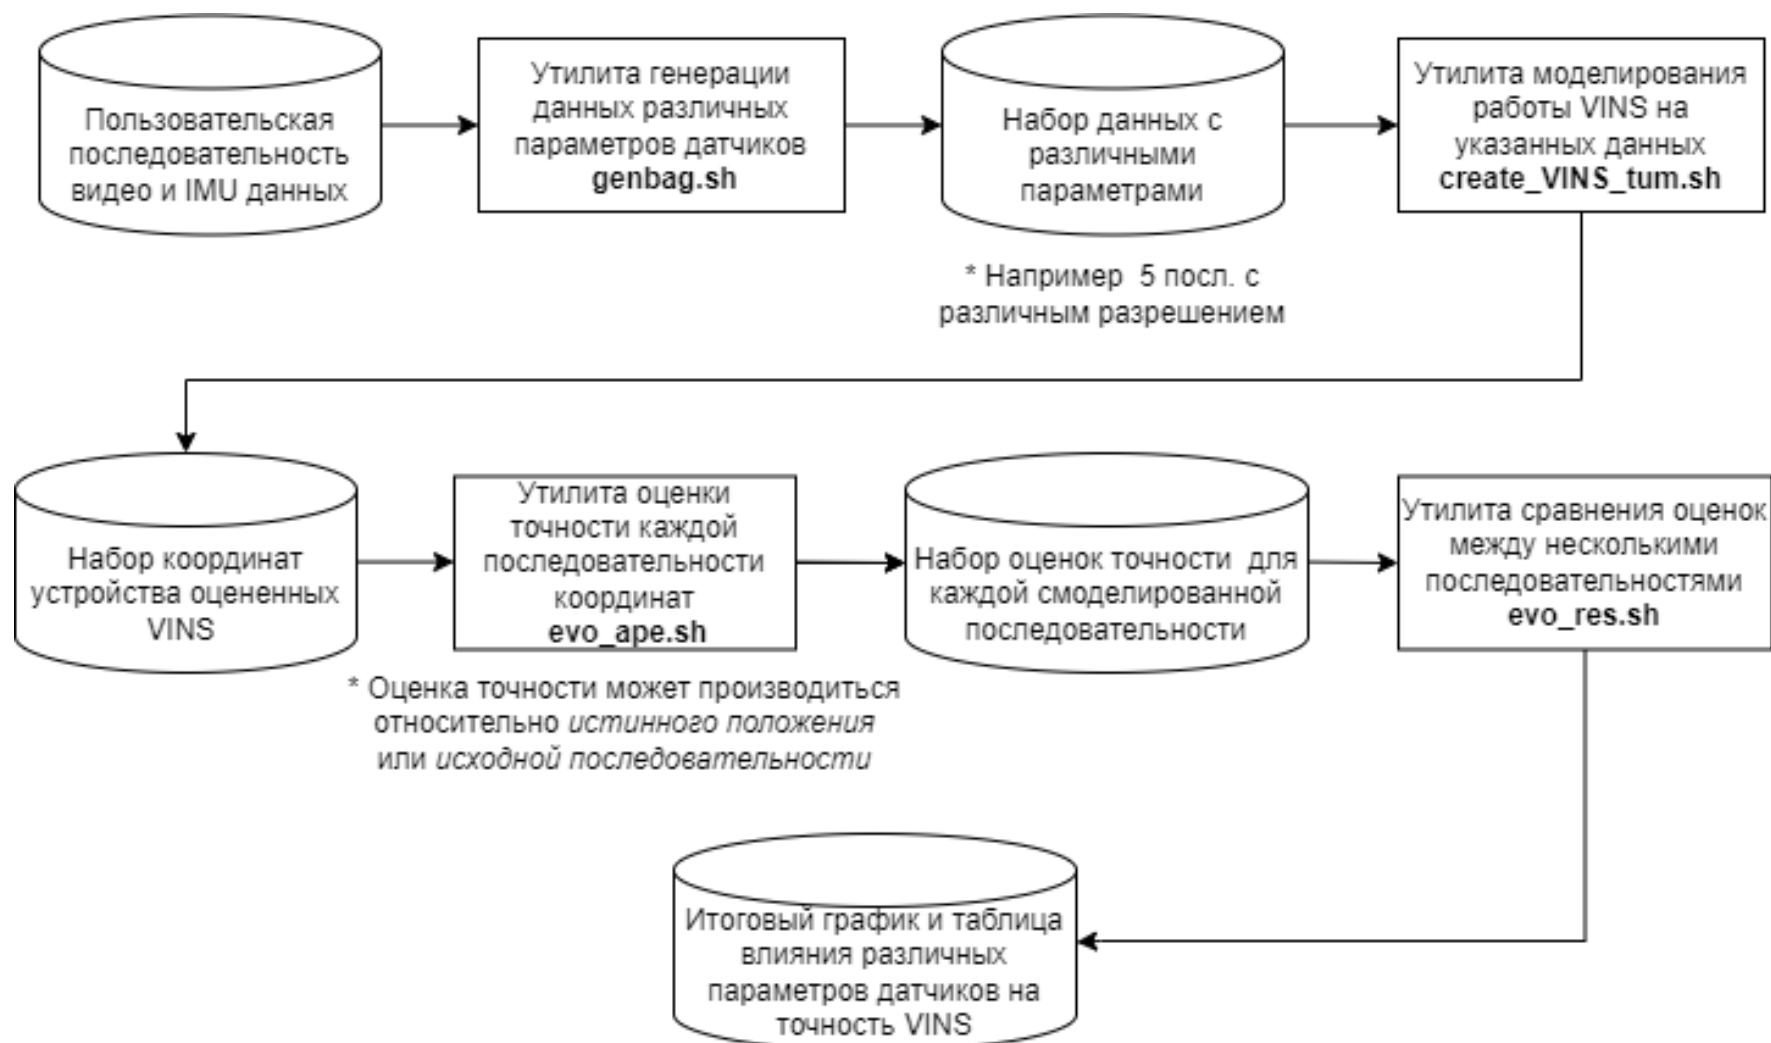 Пользовательская
последовательность
видео и IMU данных
Утилита генерации
данных различных
параметров датчиков
genbag.sh
Набор данных с
различными
параметрами
* Например 5 посл. с
различным разрешением
Утилита моделирования
работы VINS на
указанных данных
create_VINS_tum.sh
Набор координат
устройства оцененных
VINS
Утилита оценки
точности каждой
последовательности
координат
evo_ape.sh
* Оценка точности может производиться
относительно истинного положения
или исходной последовательности
Набор оценок точности для
каждой смоделированной
последовательности
Утилита сравнения оценок
между несколькими
последовательностями
evo_res.sh
Итоговый график и таблица
влияния различных
параметров датчиков на
точность VINS